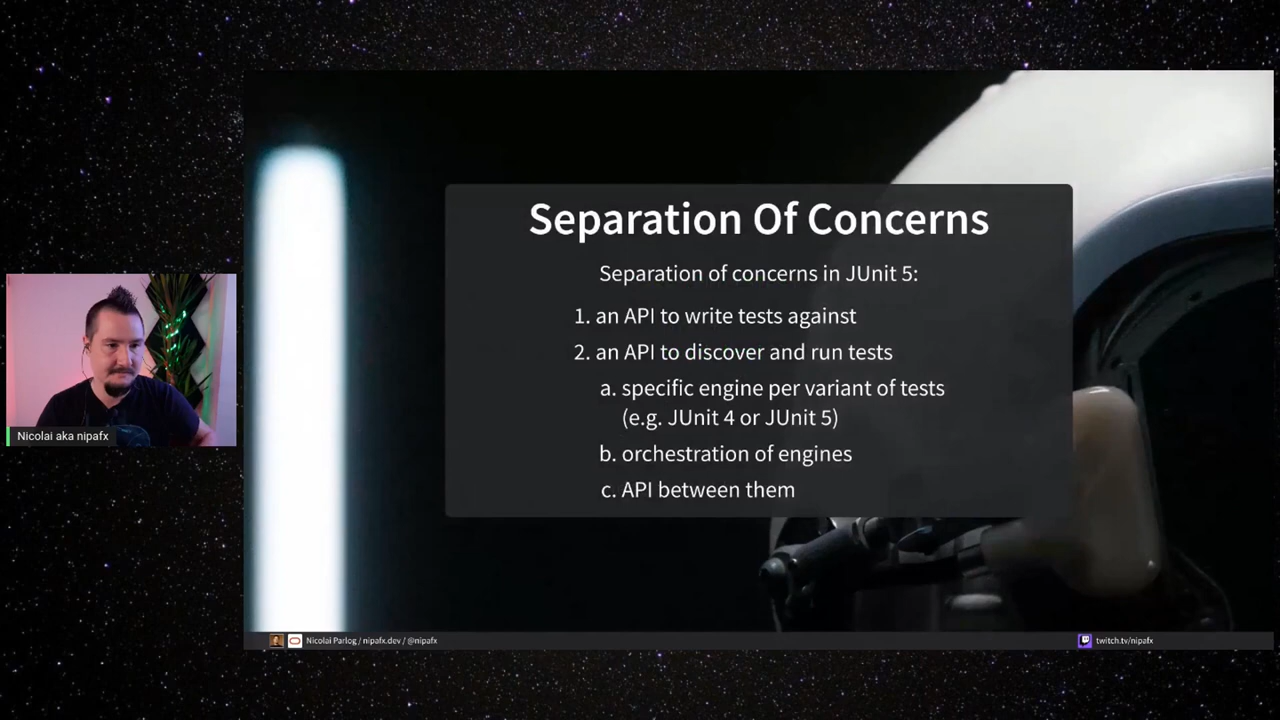 Separation Of Concerns
Separation of concerns in JUnit 5:
1. an API to write tests against
2. an API to discover and run tests
a. specific engine per variant of tests
(e.g. JUnit 4 or JUnit 5)
b. orchestration of engines
c. API between them
Nicolai aka nipafx
Nicolai Parlog / nipafx.dev / @nipafx
twitch.tv/nipafx